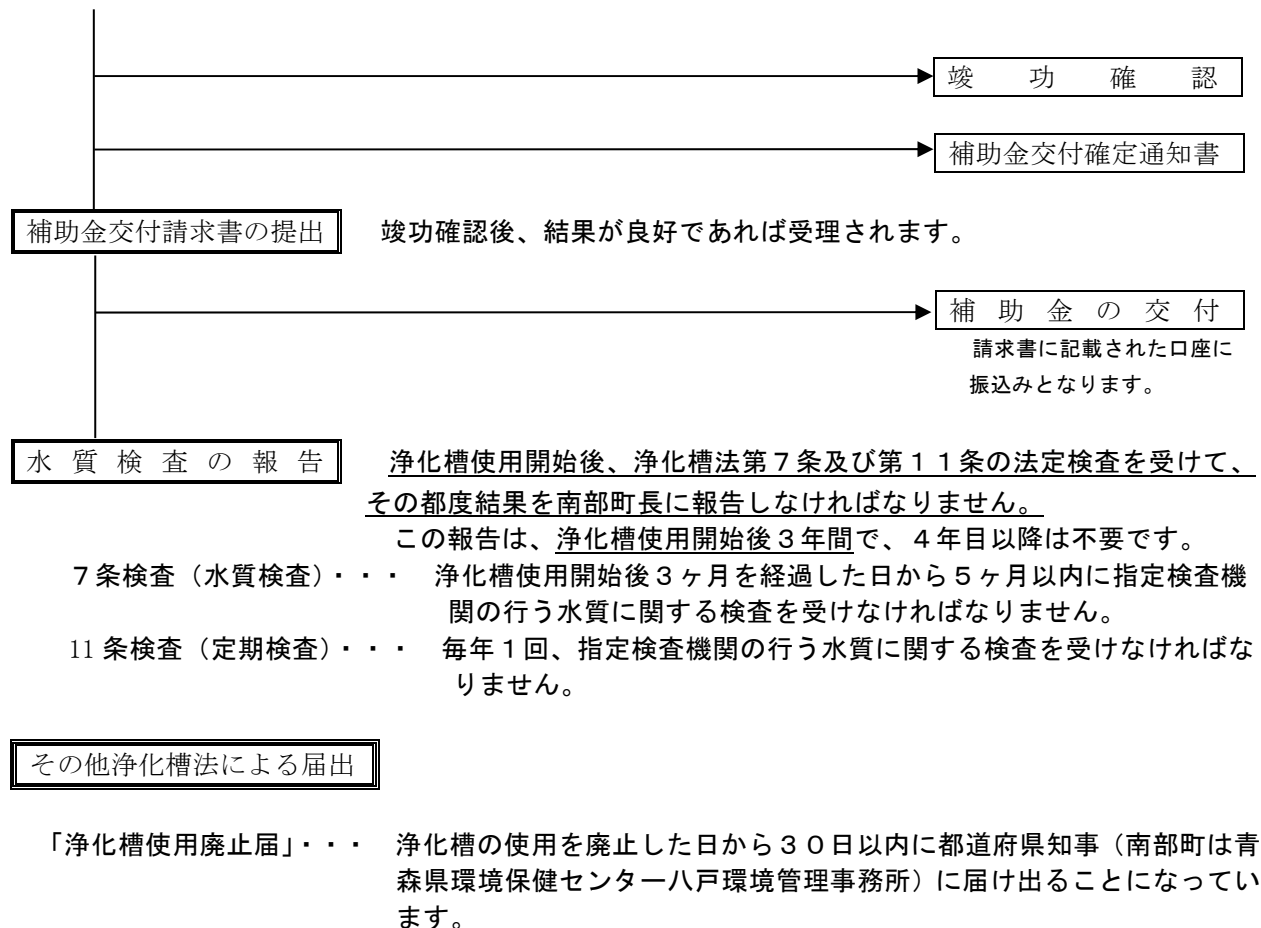 竣功確認
補助金交付確定通知書
補助金交付請求書の提出 竣功確認後、結果が良好であれば受理されます。
補助金の交付
請求書に記載された口座に
振込みとなります。
水質検査の報告 浄化槽使用開始後、浄化槽法第７条及び第１１条の法定検査を受けて、
その都度結果を南部町長に報告しなければなりません。
この報告は、浄化槽使用開始後３年間で、４年目以降は不要です。
７条検査（水質検査）・・・ 浄化槽使用開始後３ヶ月を経過した日から５ヶ月以内に指定検査機
関の行う水質に関する検査を受けなければなりません。
11 条検査（定期検査）・・・ 毎年１回、指定検査機関の行う水質に関する検査を受けなければな
りません。
その他浄化槽法による届出
「浄化槽使用廃止届」・・・ 浄化槽の使用を廃止した日から３０日以内に都道府県知事（南部町は青
森県環境保健センター八戸環境管理事務所）に届け出ることになってい
ます。